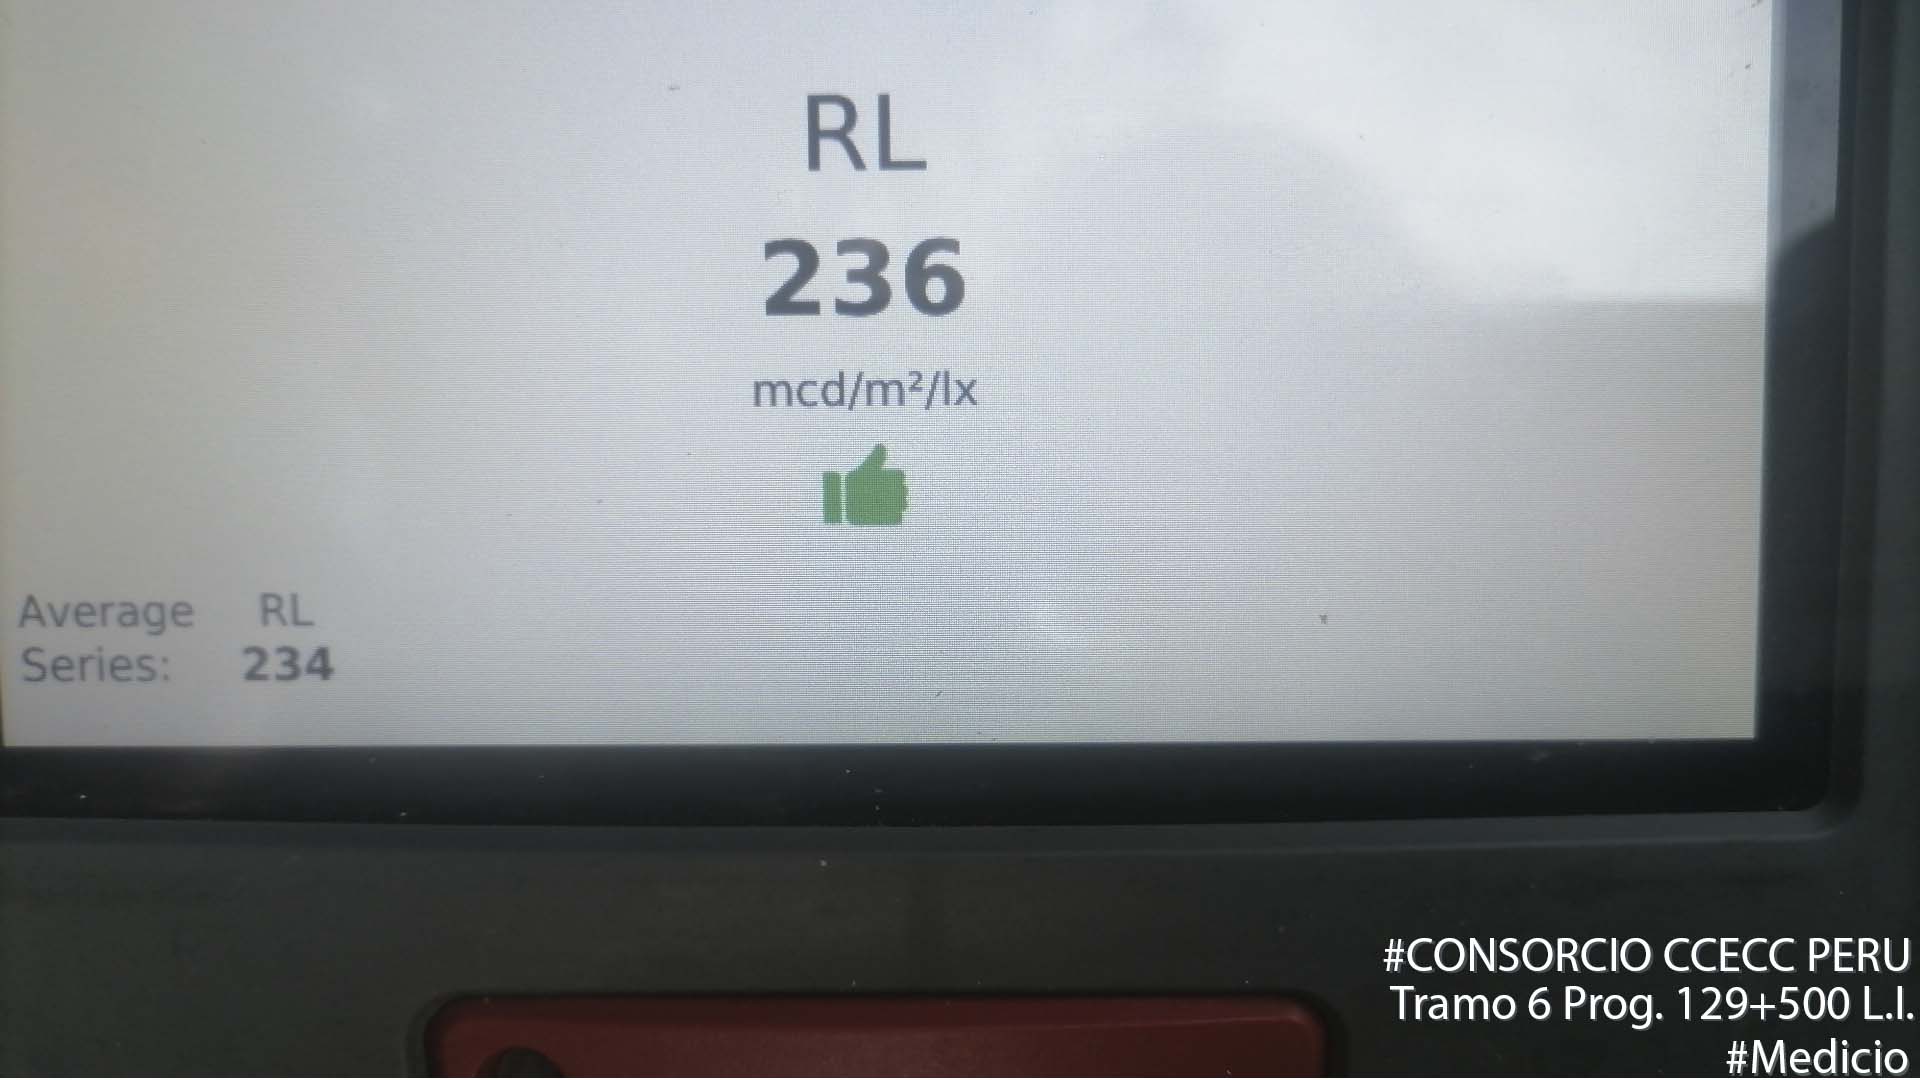 RL
236
mcd/m²/lx
Average RL
Series: 234
#CONSORCIO CCECC PERU
Tramo 6 Prog. 129+500 L.I.
#Medicio